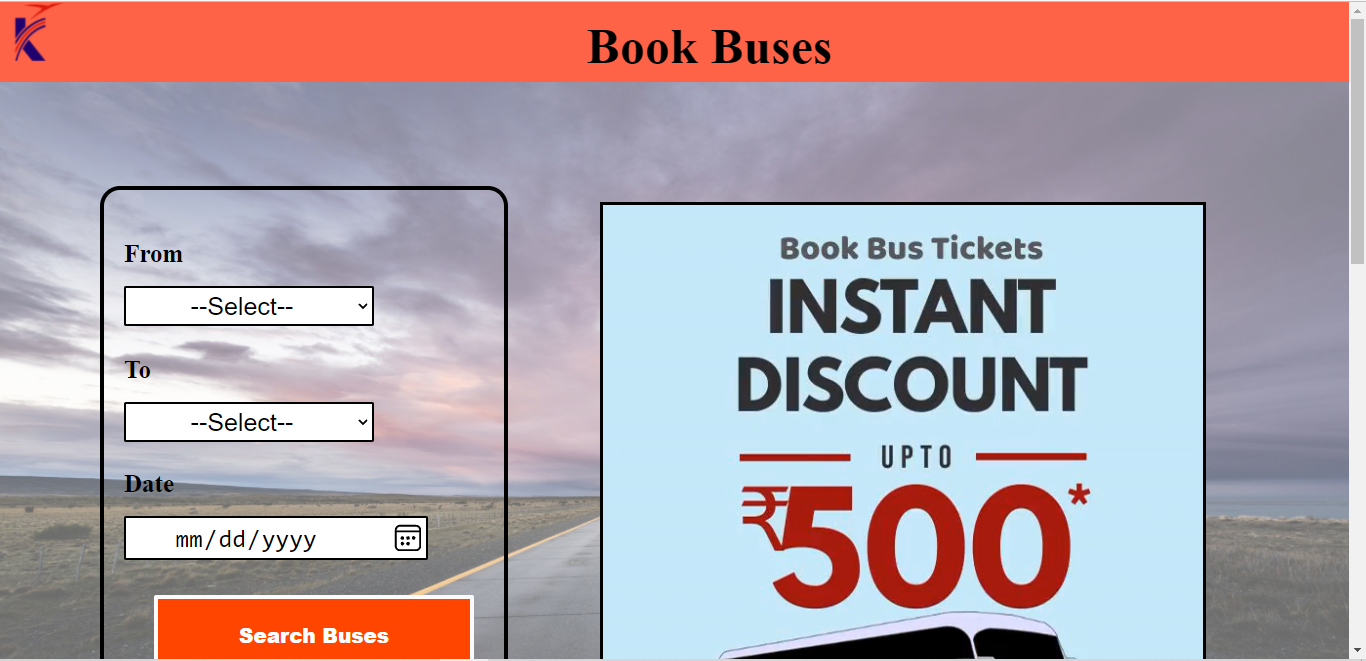 Book Buses
From
--Select--
To
--Select--
Date
mm/dd/yyyy
Search Buses
Book Bus Tickets
INSTANT
DISCOUNT
UPTO
₹500*